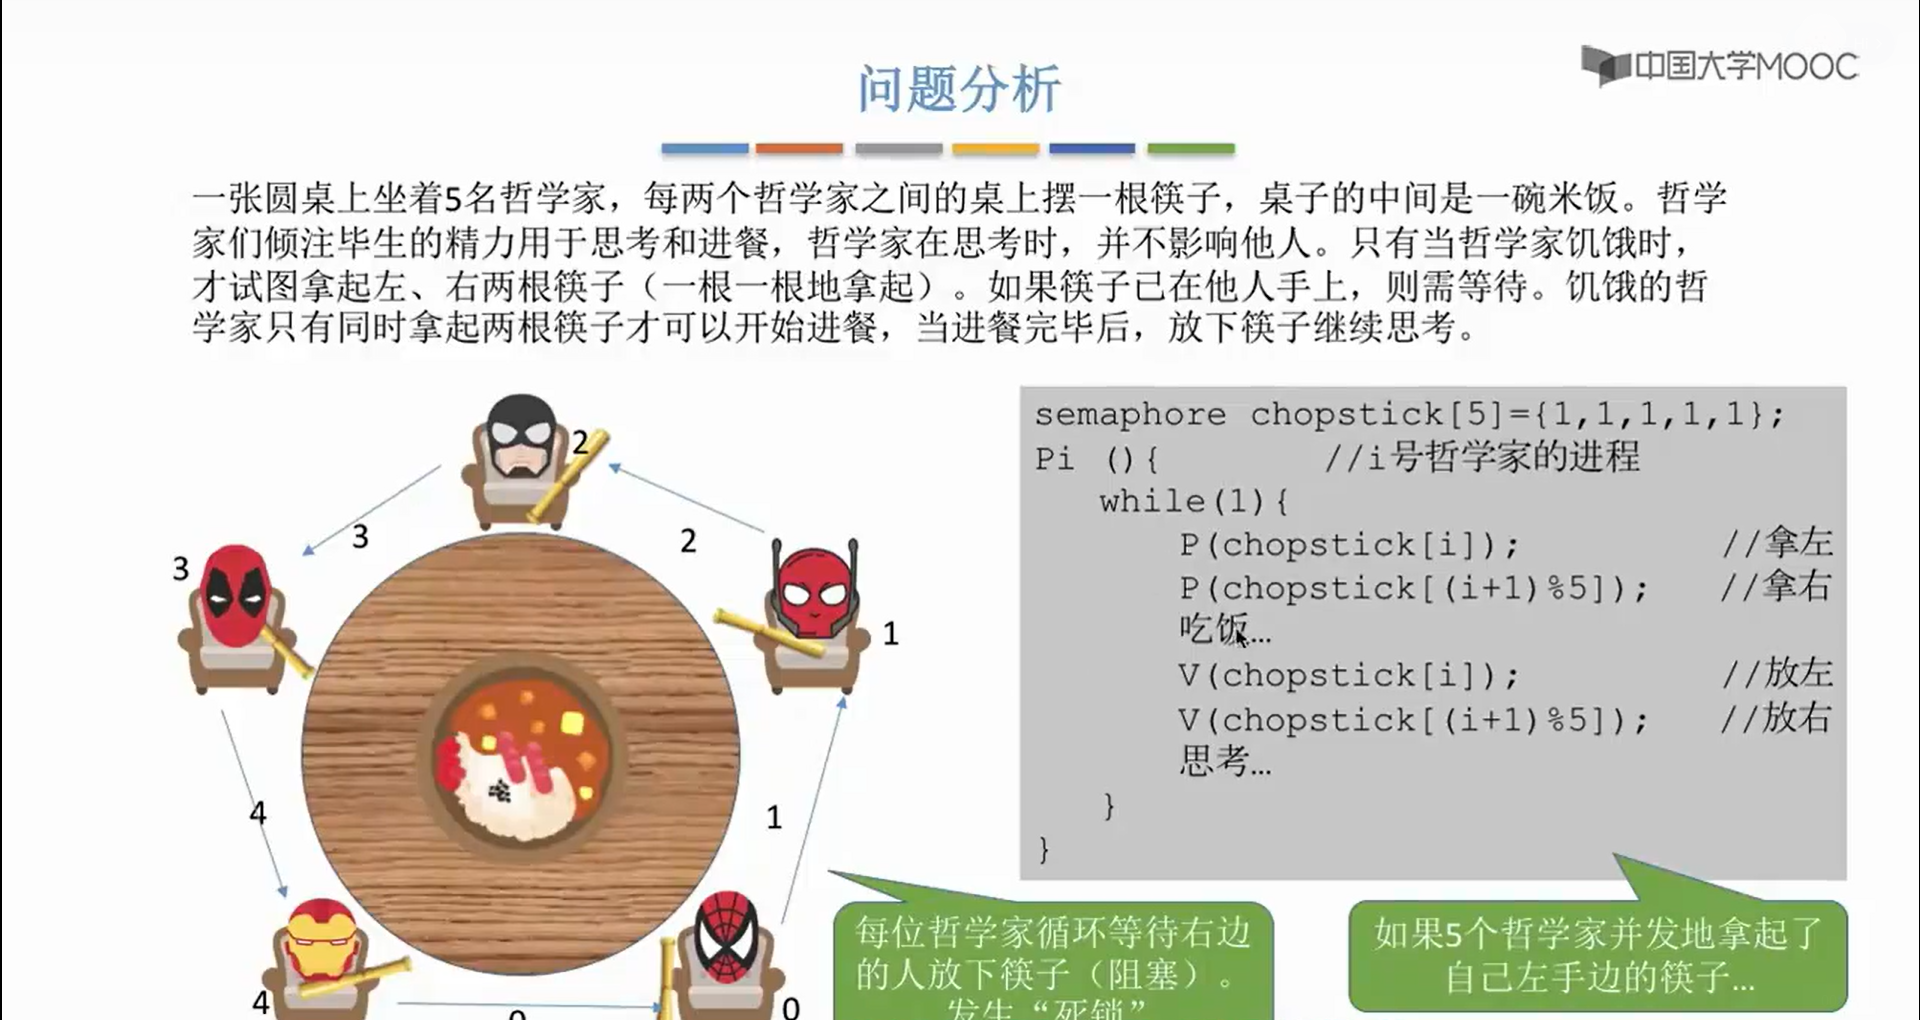 中国大学MOOC
问题分析
一张圆桌上坐着5名哲学家，每两个哲学家之间的桌上摆一根筷子，桌子的中间是一碗米饭。哲学
家们倾注毕生的精力用于思考和进餐，哲学家在思考时，并不影响他人。只有当哲学家饥饿时，
才试图拿起左、右两根筷子（一根一根地拿起）。如果筷子已在他人手上，则需等待。饥饿的哲
学家只有同时拿起两根筷子才可以开始进餐，当进餐完毕后，放下筷子继续思考。
2
3
2
3
1
4
1
4
0
0
semaphore chopstick[5]={1,1,1,1,1};
Pi (){ //i号哲学家的进程
while(1){
P(chopstick[i]); //拿左
P(chopstick[(i+1)%5]); //拿右
吃饭…
V(chopstick[i]); //放左
V(chopstick[(i+1)%5]); //放右
思考…
}
}
每位哲学家循环等待右边
的人放下筷子（阻塞）。
发生“死锁”
如果5个哲学家并发地拿起了
自己左手边的筷子…